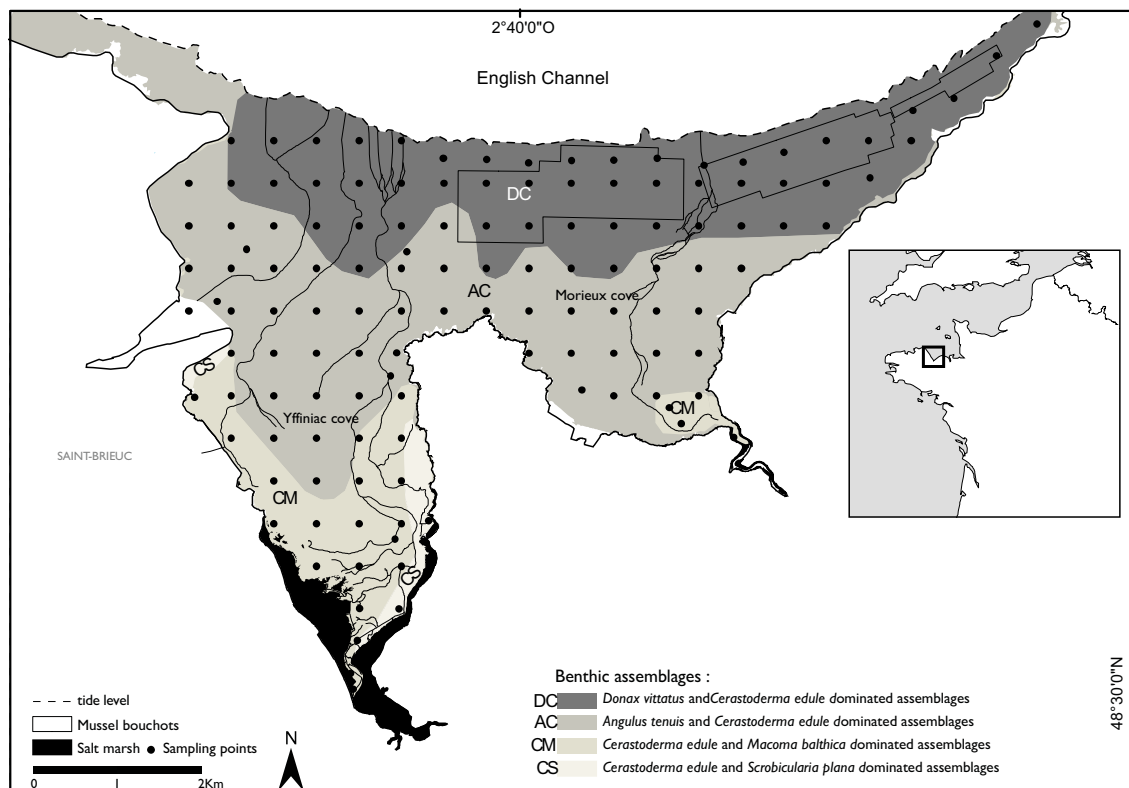 2°40'0"O
English Channel
DC
AC
Morieux cove
CS
CM
Yffiniac cove
SAINT-BRIEUC
CM
CS
48°30'0"N
Benthic assemblages :
DC Donax vittatus andCerastoderma edule dominated assemblages
AC Angulus tenuis and Cerastoderma edule dominated assemblages
CM Cerastoderma edule and Macoma balthica dominated assemblages
CS Cerastoderma edule and Scrobicularia plana dominated assemblages
tide level
Mussel bouchots
Salt marsh Sampling points
N
0 1 2Km